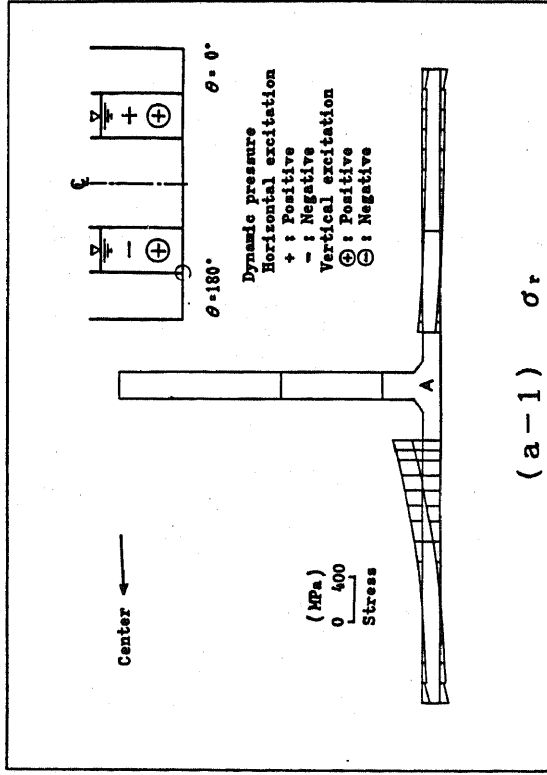 Center
℄
θ=180°
θ=0°
+
-
⊕
⊕
Dynamic pressure
Horizontal excitation
+ : Positive
- : Negative
Vertical excitation
⊕ : Positive
⊖ : Negative
(MPa)
0 400
Stress
A
(a-1) σr